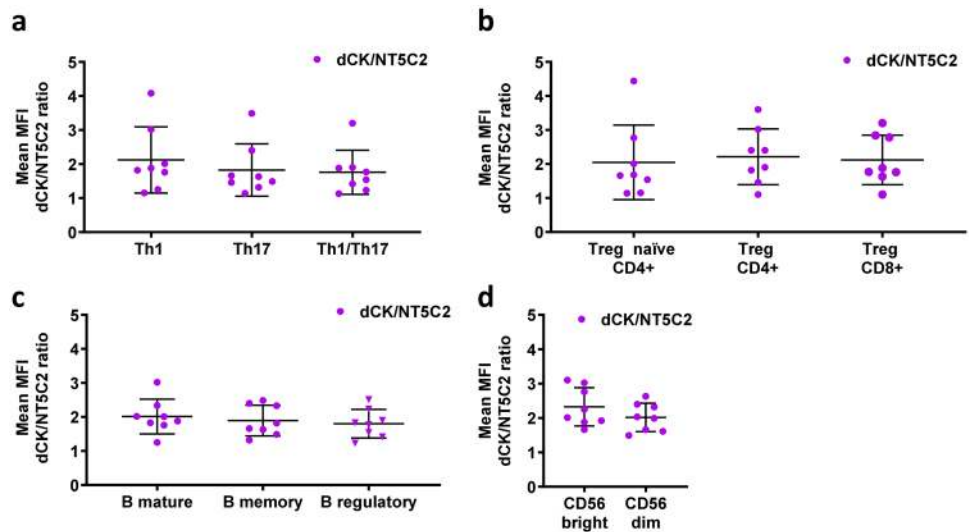 a
dCK/NT5C2
Mean MFI
dCK/NT5C2 ratio
5
4
3
2
1
0
Th1 Th17 Th1/Th17
b
dCK/NT5C2
Mean MFI
dCK/NT5C2 ratio
5
4
3
2
1
0
Treg naïve Treg Treg
CD4+ CD4+ CD8+
c
dCK/NT5C2
Mean MFI
dCK/NT5C2 ratio
5
4
3
2
1
0
B mature B memory B regulatory
d
dCK/NT5C2
Mean MFI
dCK/NT5C2 ratio
5
4
3
2
1
0
CD56 CD56
bright dim